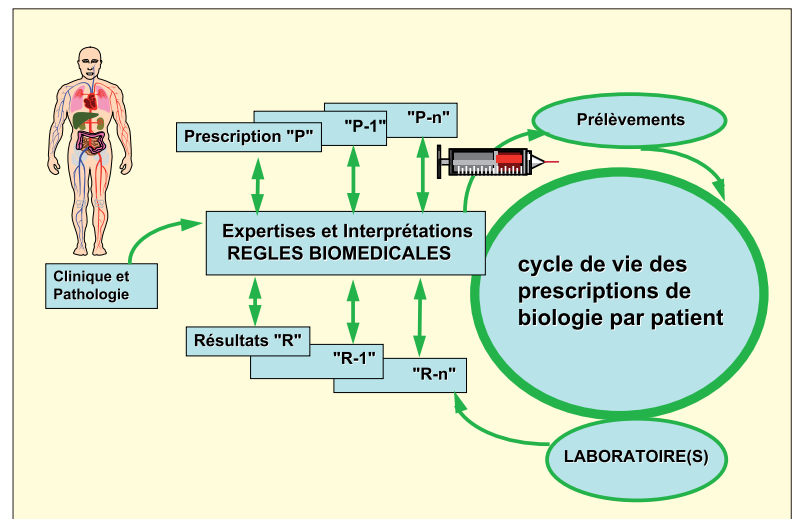 "P-n"
"P-1"
Prescription "P"
Prélèvements
Expertises et Interprétations
REGLES BIOMEDICALES
Clinique et
Pathologie
cycle de vie des
prescriptions de
biologie par patient
Résultats "R"
"R-1"
"R-n"
LABORATOIRE(S)